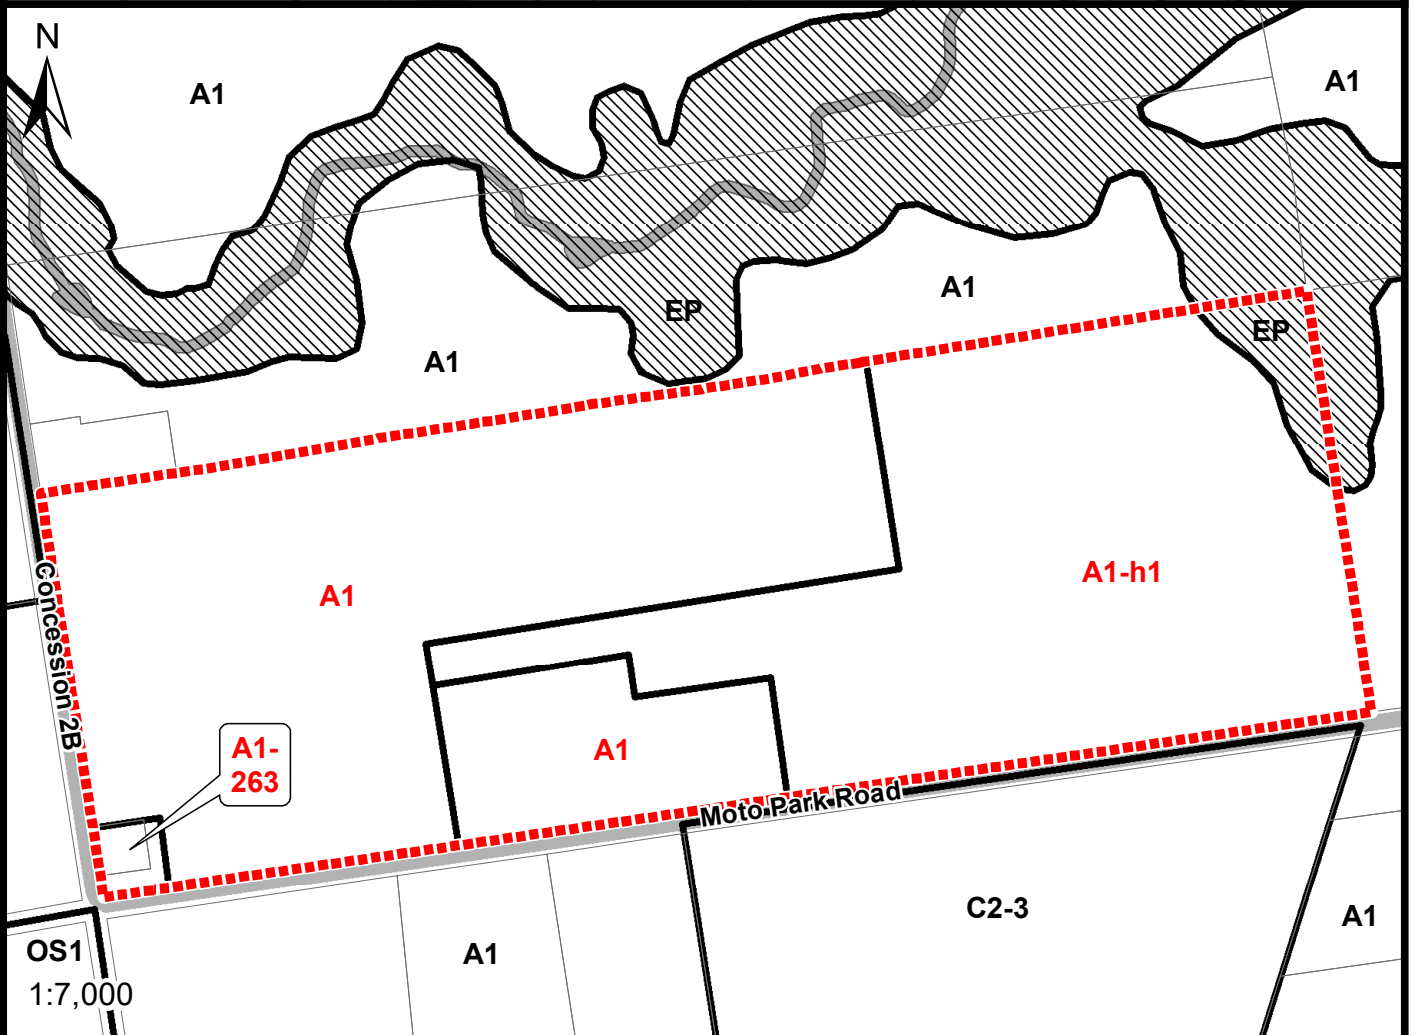 N
A1
A1
A1
EP
EP
A1
A1
A1-h1
Concession 2B
A1-
263
A1
Moto Park Road
C2-3
A1
OS1
A1
1:7,000